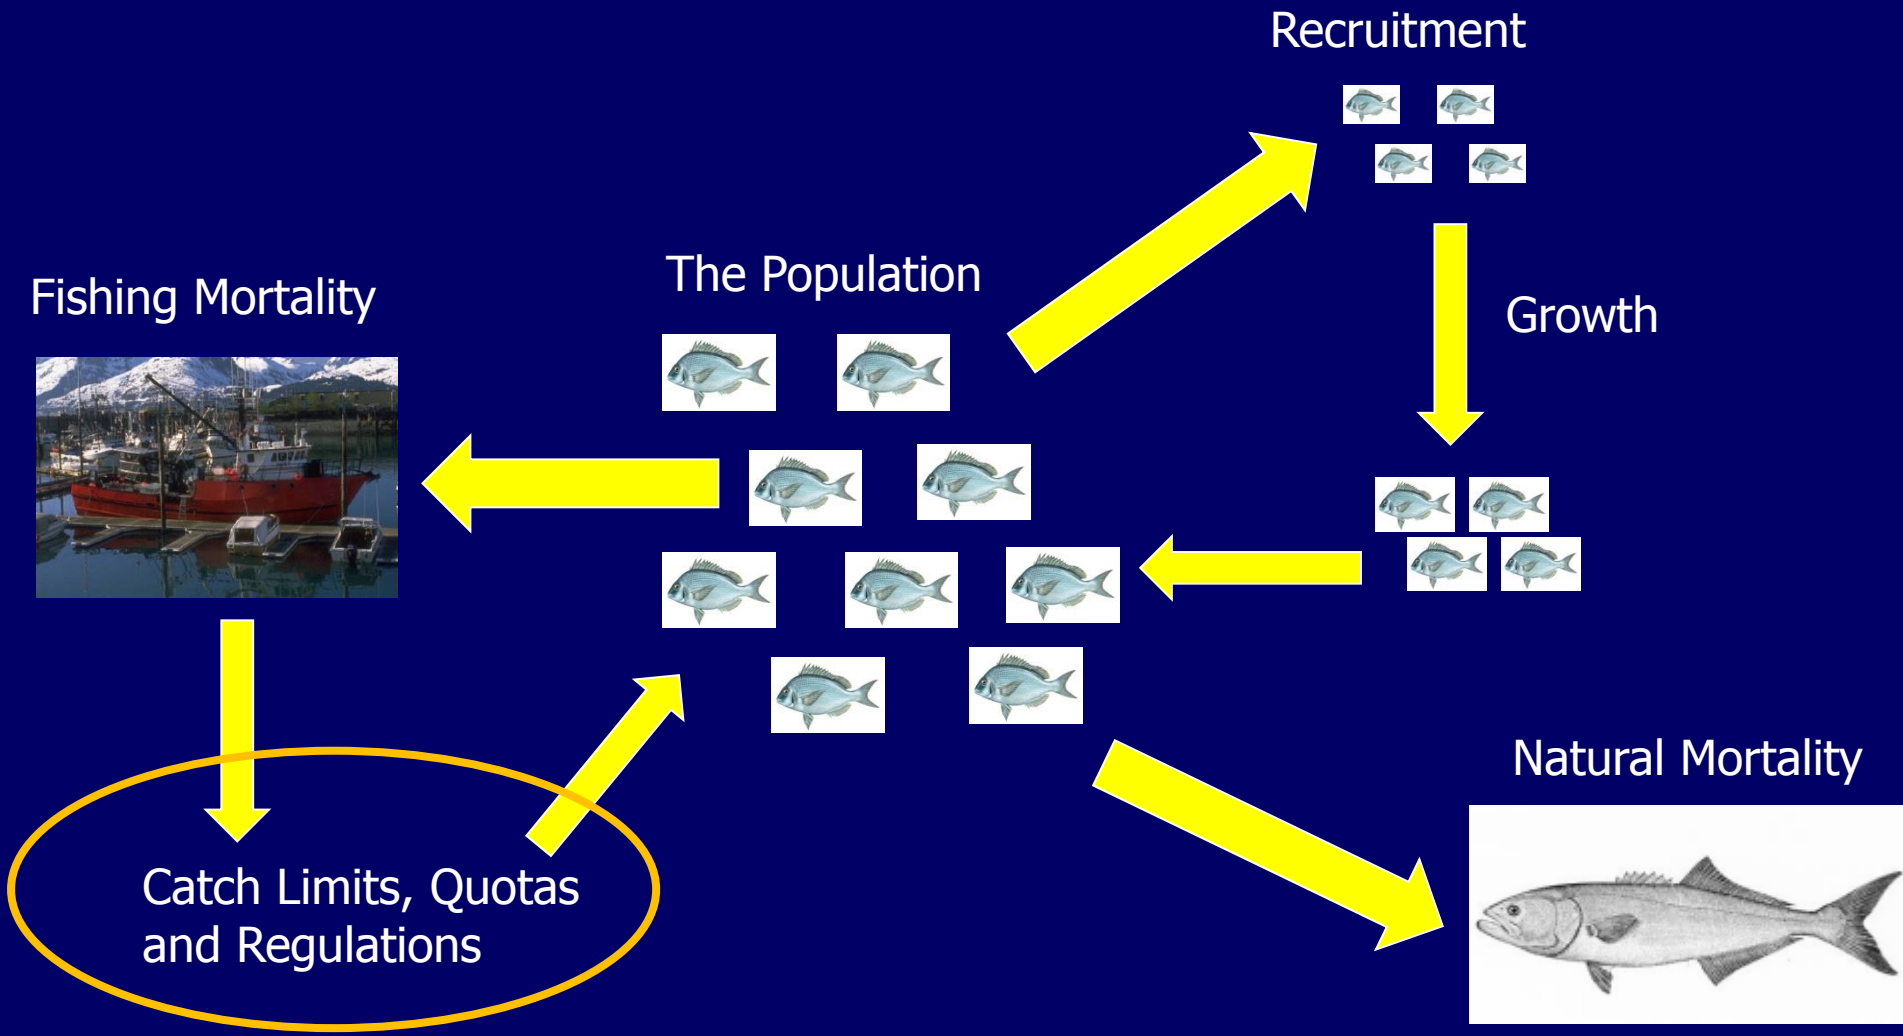 Recruitment
The Population
Fishing Mortality
Growth
Natural Mortality
Catch Limits, Quotas
and Regulations